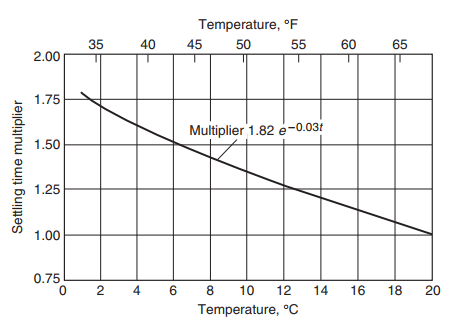 Temperature, °F
35 40 45 50 55 60 65
2.00
1.75
1.50
1.25
1.00
0.75
Settling time multiplier
Multiplier 1.82 e−0.03t
0 2 4 6 8 10 12 14 16 18 20
Temperature, °C